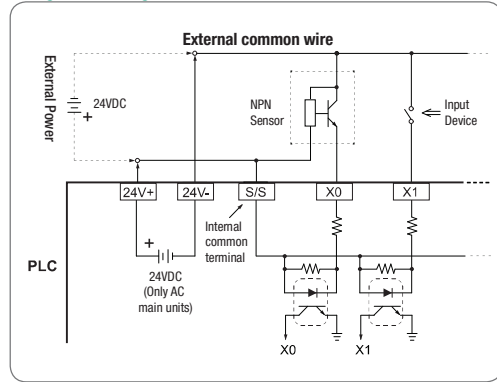 External common wire
External Power
24VDC
+
NPN
Sensor
Input
Device
24V+
24V-
S/S
X0
X1
PLC
+
24VDC
(Only AC
main units)
Internal
common
terminal
X0
X1